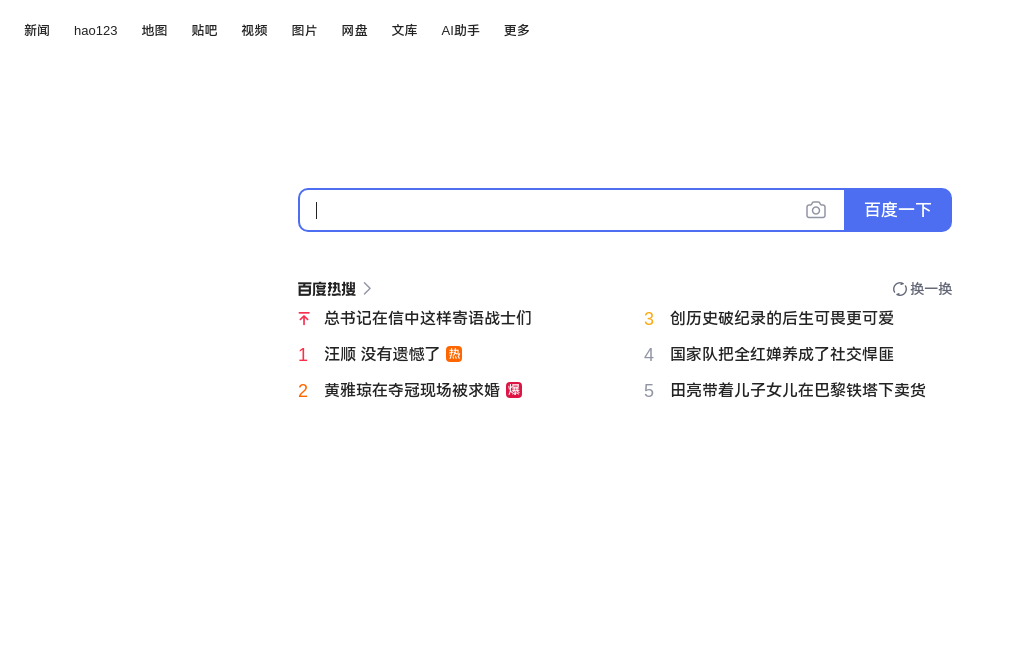 新闻 hao123 地图 贴吧 视频 图片 网盘 文库 AI助手 更多
百度一下
百度热搜 换一换
总书记在信中这样寄语战士们
3 创历史破纪录的后生可畏更可爱
1 汪顺 没有遗憾了 热
4 国家队把全红婵养成了社交悍匪
2 黄雅琼在夺冠现场被求婚 爆
5 田亮带着儿子女儿在巴黎铁塔下卖货